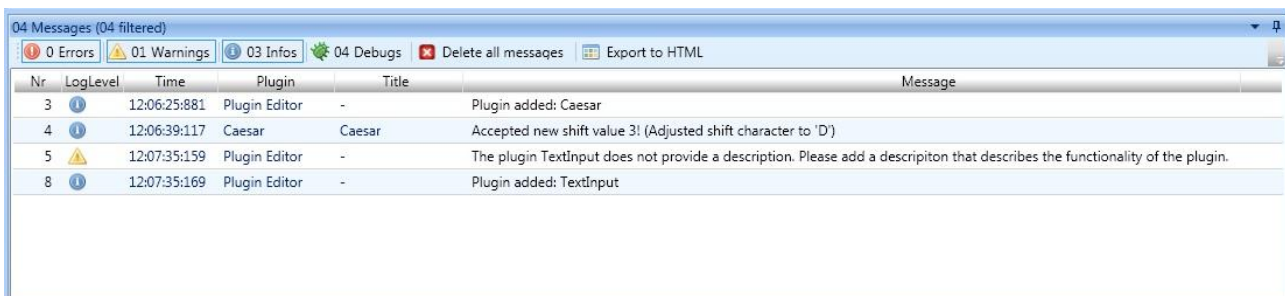 04 Messages (04 filtered)
0 Errors 01 Warnings 03 Infos 04 Debugs Delete all messages Export to HTML
Nr LogLevel Time Plugin Title Message
3 12:06:25:881 Plugin Editor - Plugin added: Caesar
4 12:06:39:117 Caesar Caesar Accepted new shift value 3! (Adjusted shift character to 'D')
5 12:07:35:159 Plugin Editor - The plugin TextInput does not provide a description. Please add a descripiton that describes the functionality of the plugin.
8 12:07:35:169 Plugin Editor - Plugin added: TextInput